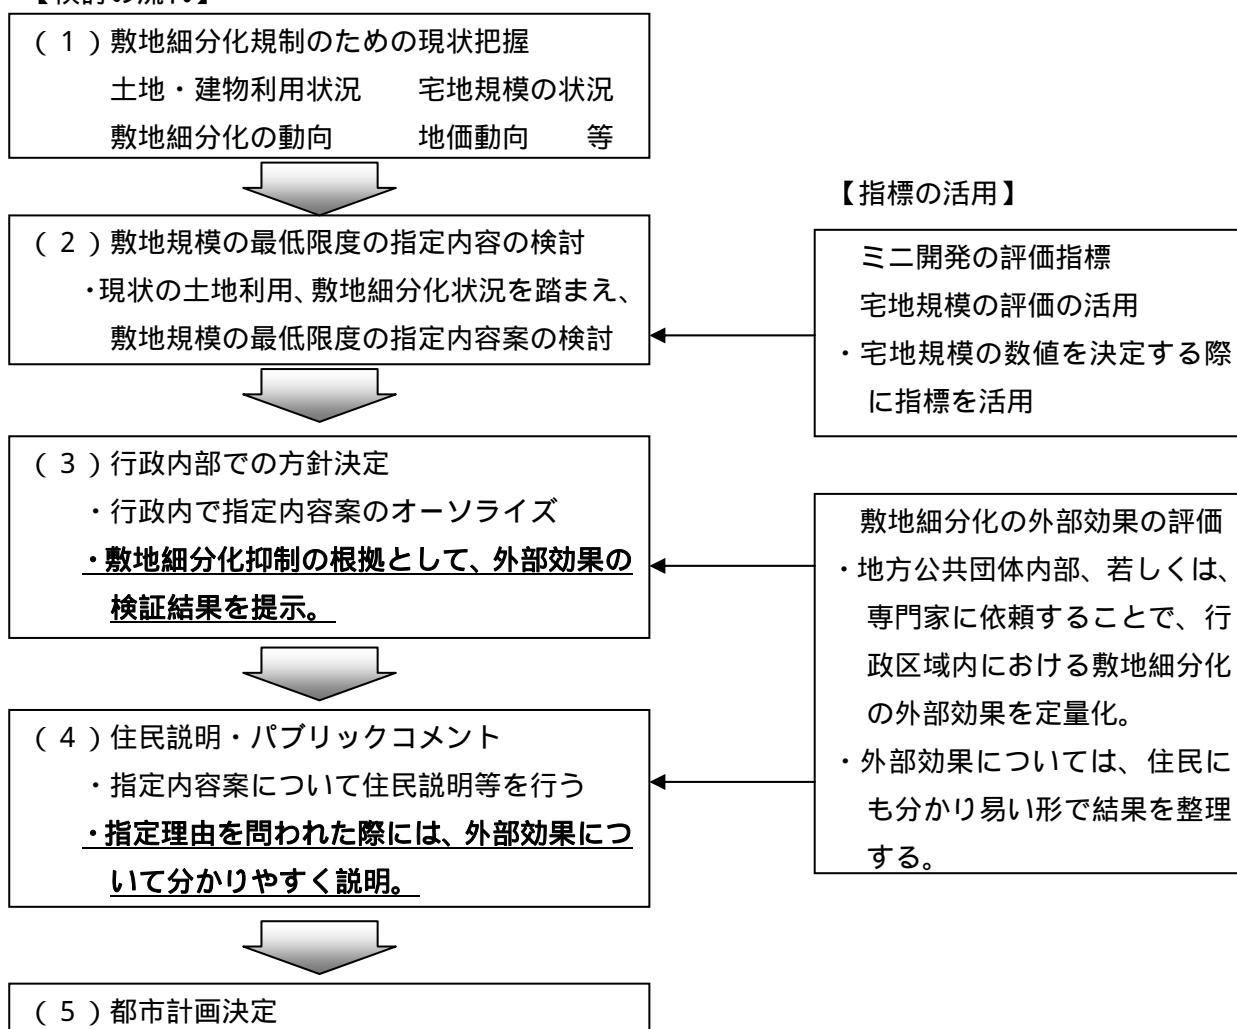 (1)敷地細分化規制のための現状把握
土地・建物利用状況　宅地規模の状況
敷地細分化の動向　地価動向　等
(2)敷地規模の最低限度の指定内容の検討
・現状の土地利用、敷地細分化状況を踏まえ、
敷地規模の最低限度の指定内容案の検討
(3)行政内部での方針決定
・行政内で指定内容案のオーソライズ
・敷地細分化抑制の根拠として、外部効果の
検証結果を提示。
(4)住民説明・パブリックコメント
・指定内容案について住民説明等を行う
・指定理由を問われた際には、外部効果につ
いて分かりやすく説明。
(5)都市計画決定
【指標の活用】
ミニ開発の評価指標
宅地規模の評価の活用
・宅地規模の数値を決定する際
に指標を活用
敷地細分化の外部効果の評価
・地方公共団体内部、若しくは、
専門家に依頼することで、行
政区域内における敷地細分化
の外部効果を定量化。
・外部効果については、住民に
も分かり易い形で結果を整理
する。